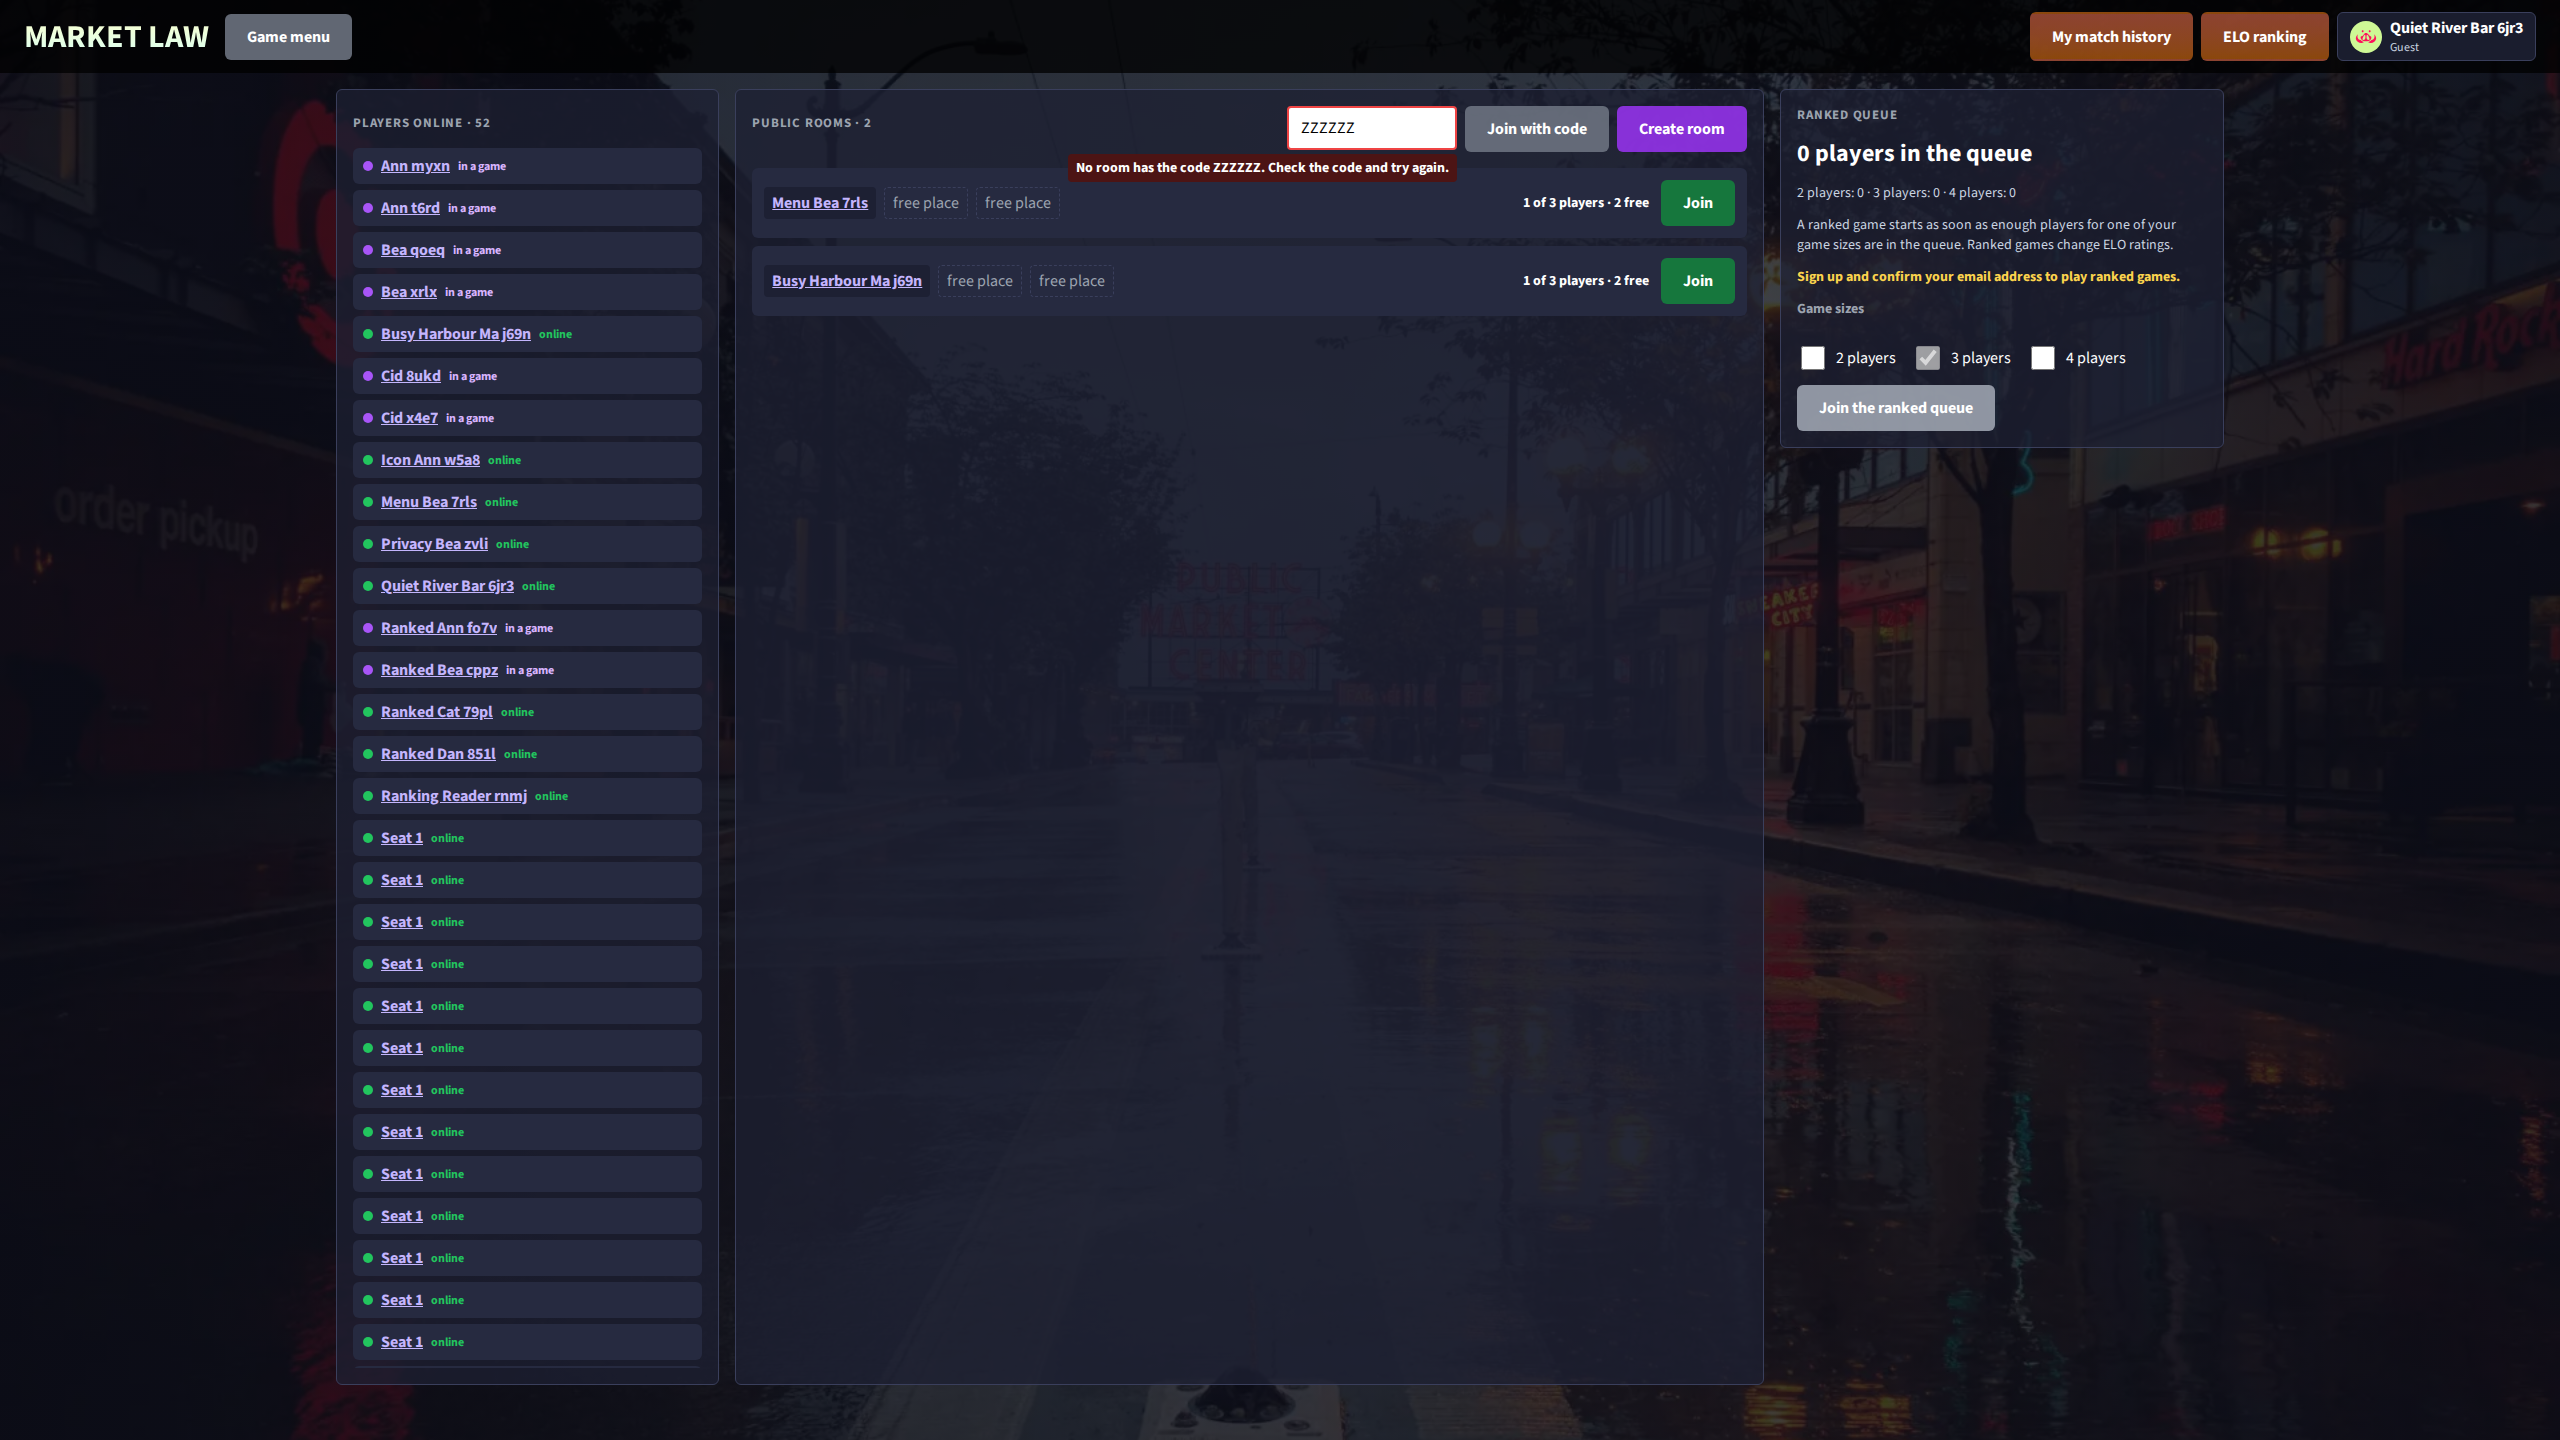 MARKET LAW
Game menu
My match history
ELO ranking
Quiet River Bar 6jr3
Guest
PLAYERS ONLINE · 52
Ann myxn in a game
Ann t6rd in a game
Bea qoeq in a game
Bea xrlx in a game
Busy Harbour Ma j69n online
Cid 8ukd in a game
Cid x4e7 in a game
Icon Ann w5a8 online
Menu Bea 7rls online
Privacy Bea zvli online
Quiet River Bar 6jr3 online
Ranked Ann fo7v in a game
Ranked Bea cppz in a game
Ranked Cat 79pl online
Ranked Dan 851l online
Ranking Reader rnmj online
Seat 1 online
Seat 1 online
Seat 1 online
Seat 1 online
Seat 1 online
Seat 1 online
Seat 1 online
Seat 1 online
Seat 1 online
Seat 1 online
Seat 1 online
Seat 1 online
Seat 1 online
PUBLIC ROOMS · 2
ZZZZZZ
Join with code
Create room
No room has the code ZZZZZZ. Check the code and try again.
Menu Bea 7rls free place free place 1 of 3 players · 2 free Join
Busy Harbour Ma j69n free place free place 1 of 3 players · 2 free Join
RANKED QUEUE
0 players in the queue
2 players: 0 · 3 players: 0 · 4 players: 0
A ranked game starts as soon as enough players for one of your
game sizes are in the queue. Ranked games change ELO ratings.
Sign up and confirm your email address to play ranked games.
Game sizes
2 players 3 players 4 players
Join the ranked queue
order pickup
PUBLIC
MARKET
CENTER
SNEAKER
CITY
Hard Rock